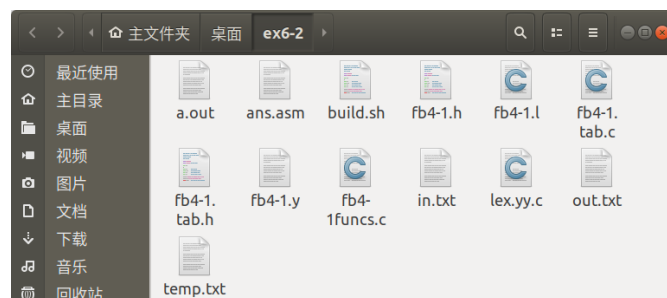 主文件夹 桌面 ex6-2
最近使用
主目录
桌面
视频
图片
文档
下载
音乐
回收站
a.out ans.asm build.sh fb4-1.h fb4-1.l fb4-1.
tab.c
fb4-1. fb4-1.y fb4- in.txt lex.yy.c out.txt
tab.h 1funcs.c
temp.txt